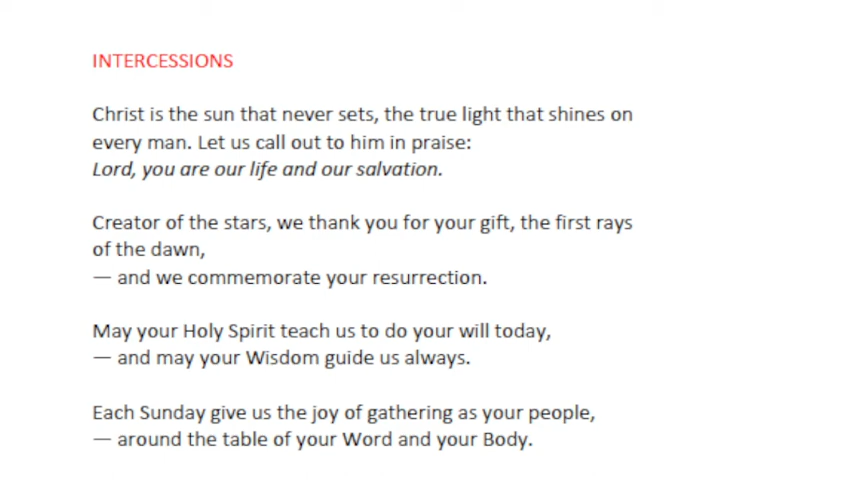 INTERCESSIONS
Christ is the sun that never sets, the true light that shines on
every man. Let us call out to him in praise:
Lord, you are our life and our salvation.
Creator of the stars, we thank you for your gift, the first rays
of the dawn,
— and we commemorate your resurrection.
May your Holy Spirit teach us to do your will today,
— and may your Wisdom guide us always.
Each Sunday give us the joy of gathering as your people,
— around the table of your Word and your Body.